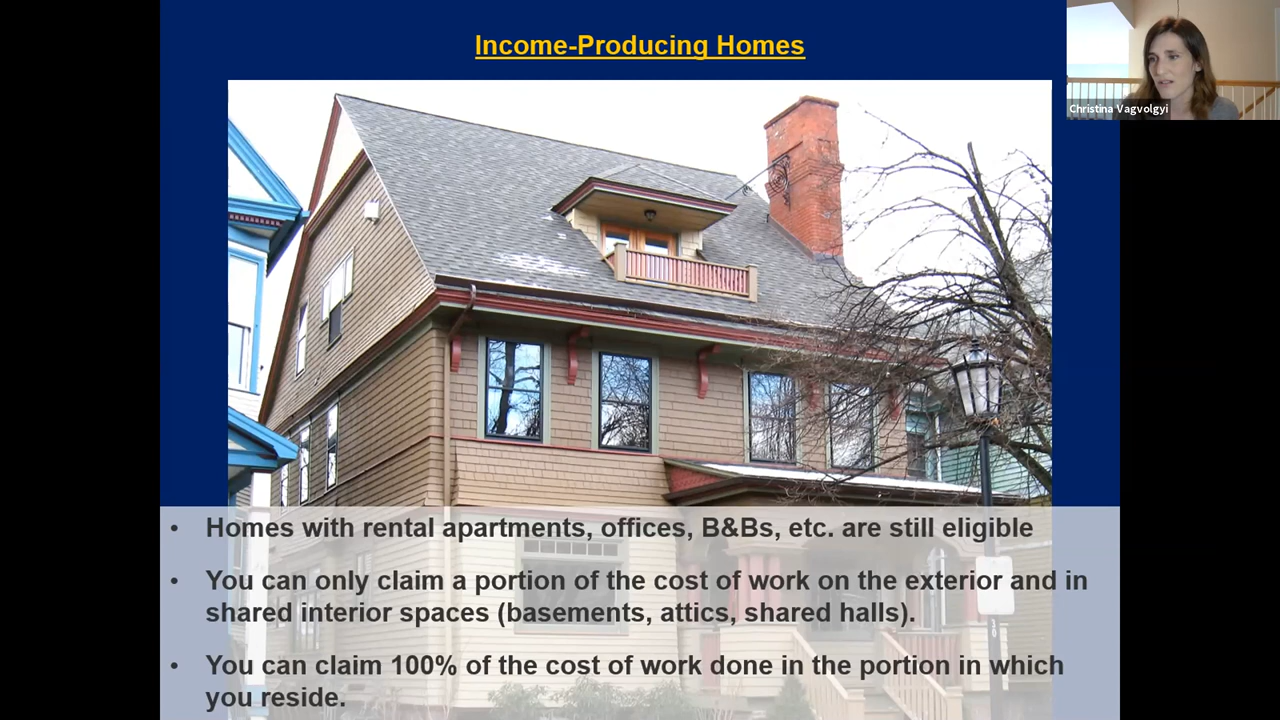 Income-Producing Homes
Christina Vagvolgyi
• Homes with rental apartments, offices, B&Bs, etc. are still eligible
• You can only claim a portion of the cost of work on the exterior and in
shared interior spaces (basements, attics, shared halls).
• You can claim 100% of the cost of work done in the portion in which
you reside.